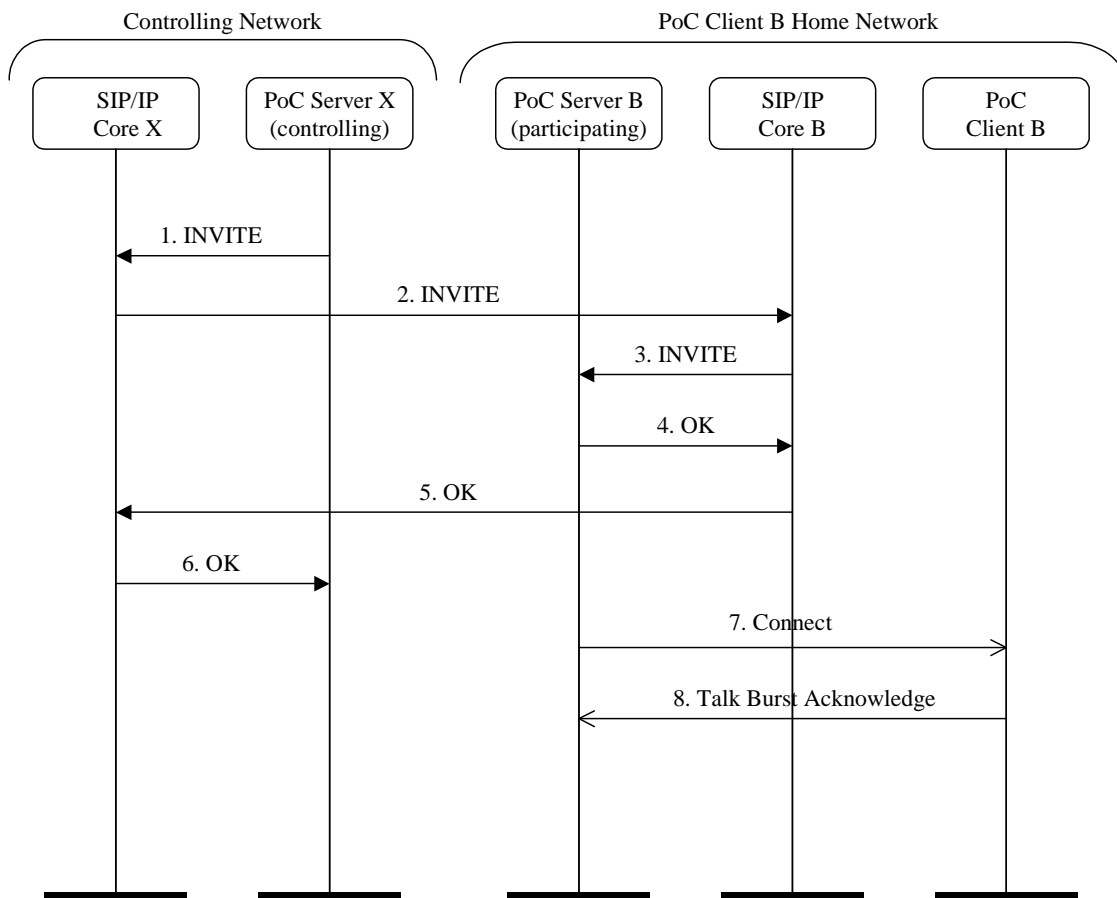 Controlling Network
PoC Client B Home Network
SIP/IP
Core X
PoC Server X
(controlling)
PoC Server B
(participating)
SIP/IP
Core B
PoC
Client B
1. INVITE
2. INVITE
3. INVITE
4. OK
5. OK
6. OK
7. Connect
8. Talk Burst Acknowledge